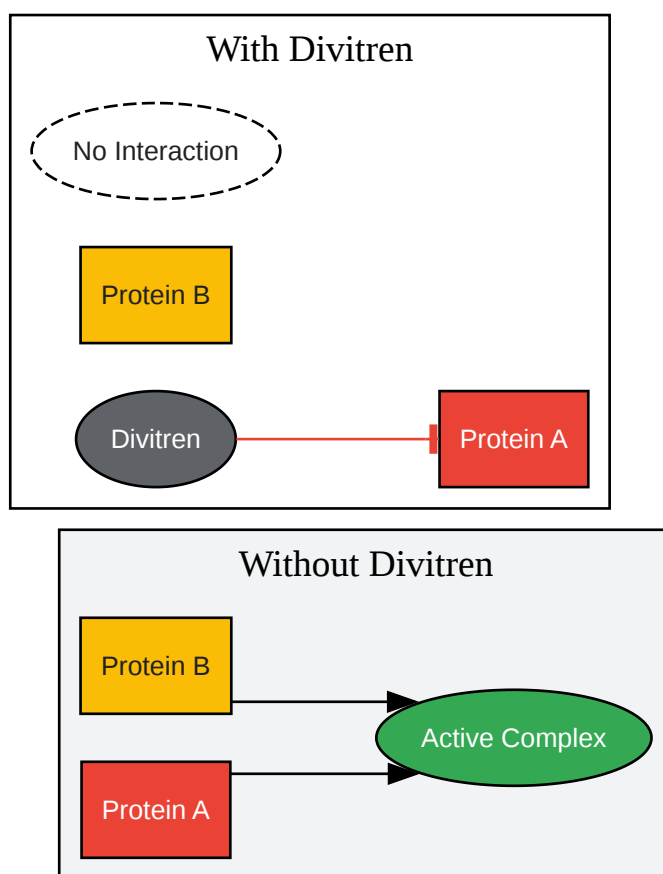 With Divitren
No Interaction
Protein B
Divitren
Protein A
Without Divitren
Protein B
Active Complex
Protein A